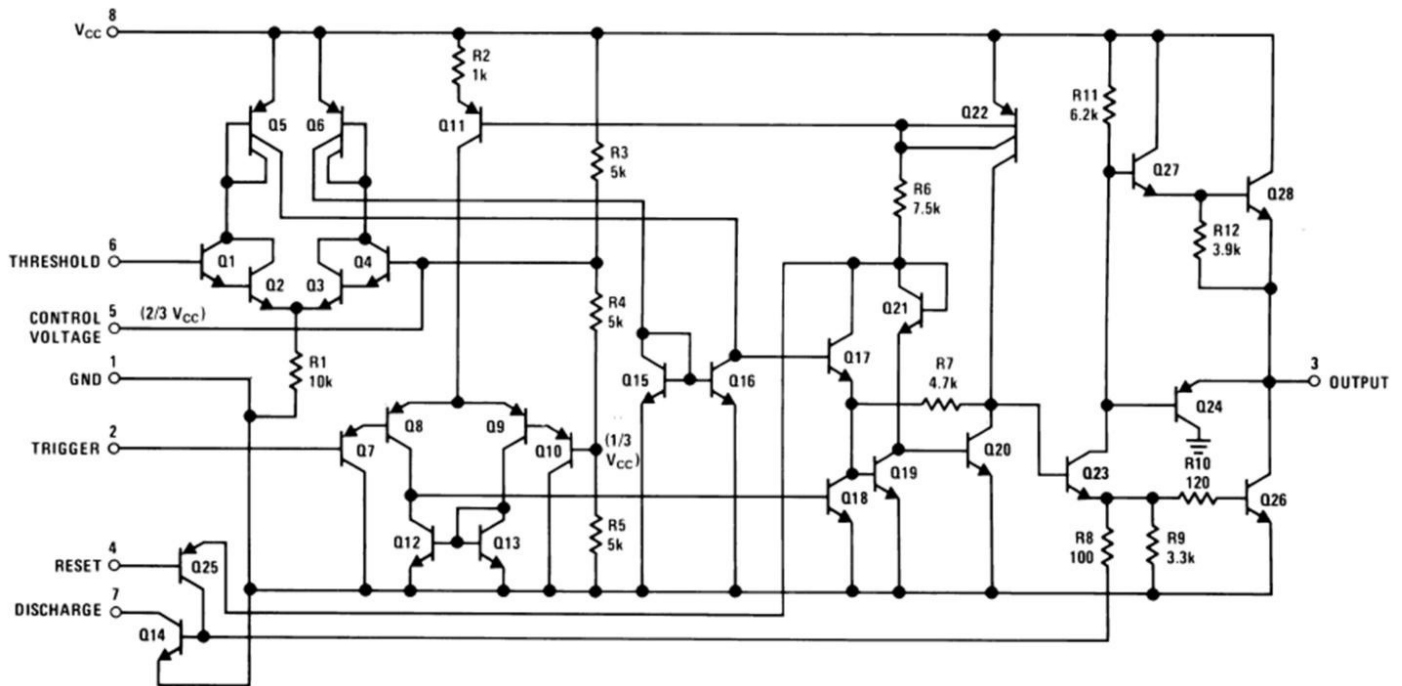 8
VCC
R2
1k
Q5
Q6
Q11
Q22
R11
6.2k
R3
5k
Q27
Q28
R6
7.5k
R12
3.9k
6
THRESHOLD
Q1
Q4
Q2
Q3
5
CONTROL
VOLTAGE
(2/3 VCC)
R4
5k
Q21
1
GND
R1
10k
Q15
Q16
Q17
R7
4.7k
3
OUTPUT
Q24
2
TRIGGER
Q8
Q9
Q7
Q10
(1/3
VCC)
Q18
Q19
Q20
Q23
R10
120
Q26
Q12
Q13
R5
5k
R8
100
R9
3.3k
4
RESET
Q25
7
DISCHARGE
Q14